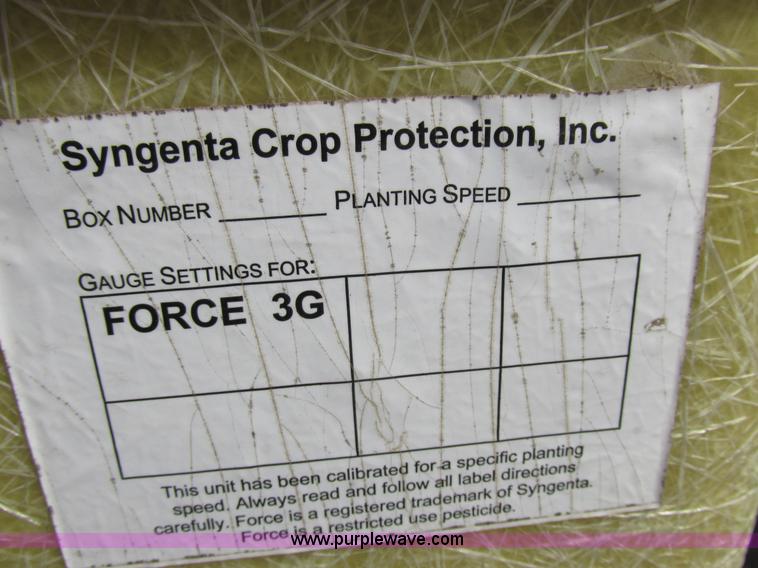 Syngenta Crop Protection, Inc.
BOX NUMBER ________ PLANTING SPEED ________
GAUGE SETTINGS FOR:
FORCE 3G
This unit has been calibrated for a specific planting
speed. Always read and follow all label directions
carefully. Force is a registered trademark of Syngenta.
Force is a restricted use pesticide.
www.purplewave.com